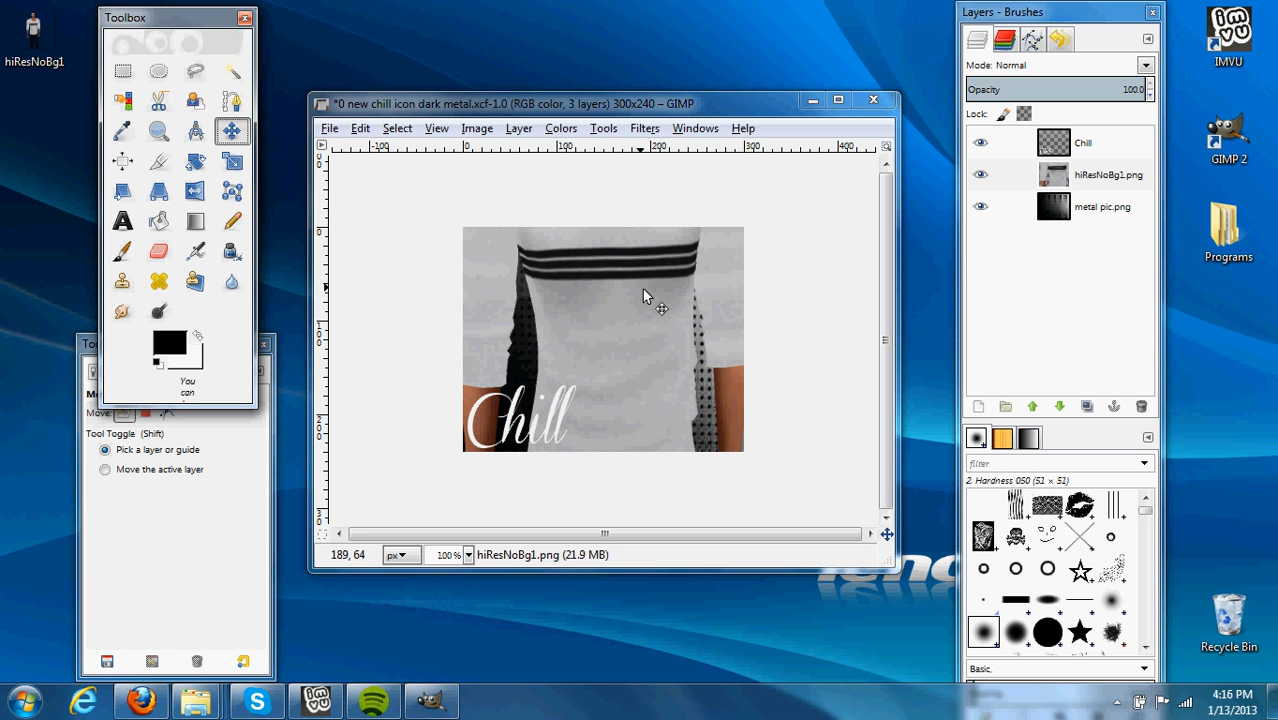 hiResNoBg1
Toolbox
You
can
Move:
Tool Toggle (Shift)
Pick a layer or guide
Move the active layer
*0 new chill icon dark metal.xcf-1.0 (RGB color, 3 layers) 300x240 – GIMP
File Edit Select View Image Layer Colors Tools Filters Windows Help
-100 0 100 200 300 400
Chill
189, 64 px 100 % hiResNoBg1.png (21.9 MB)
Layers - Brushes
Mode: Normal
Opacity 100.0
Lock:
Chill
hiResNoBg1.png
metal pic.png
filter
2. Hardness 050 (51 × 51)
Basic,
imvu
IMVU
GIMP 2
Programs
Recycle Bin
imvu
4:16 PM
1/13/2013